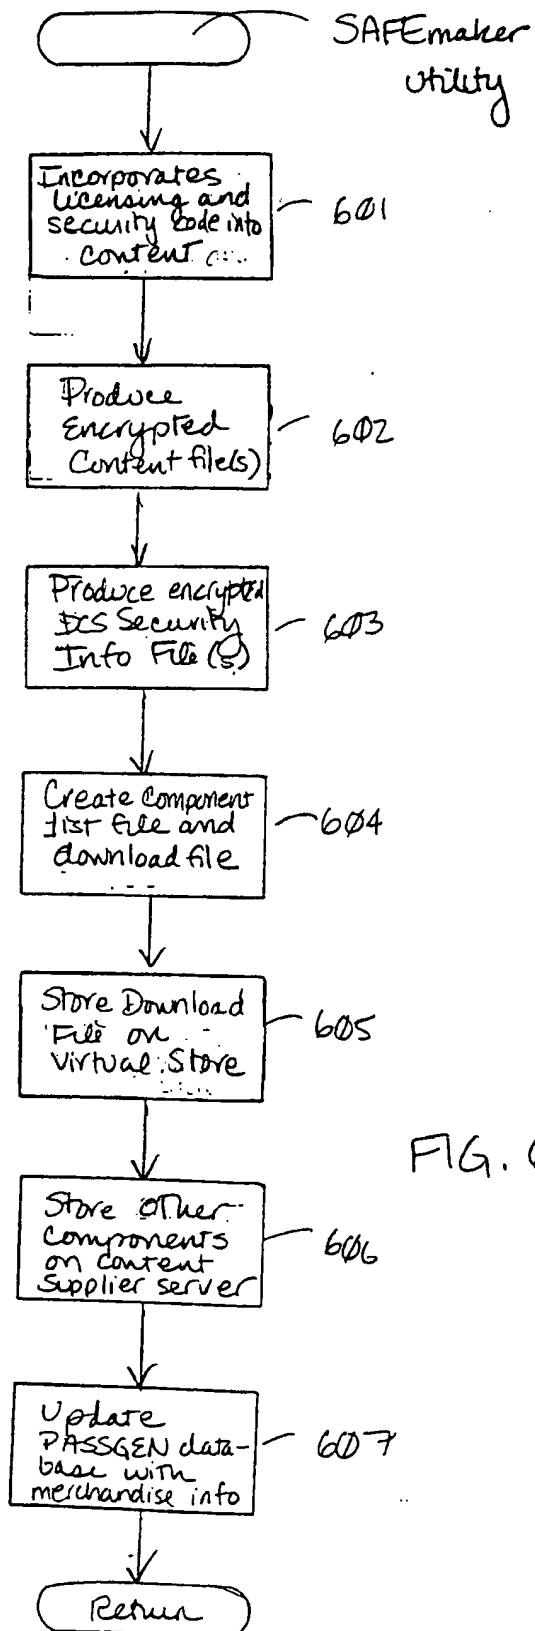 SAFEmaker
utility
Incorporates
licensing and
security code into
content
601
Produce
Encrypted
Content file(s)
602
Produce encrypted
DCS Security
Info File(s)
603
Create component
list file and
download file
604
Store Download
File on
Virtual Store
605
FIG.
Store other
components
on content
supplier server
606
Update
PASSGEN data-
base with
merchandise info
607
Return